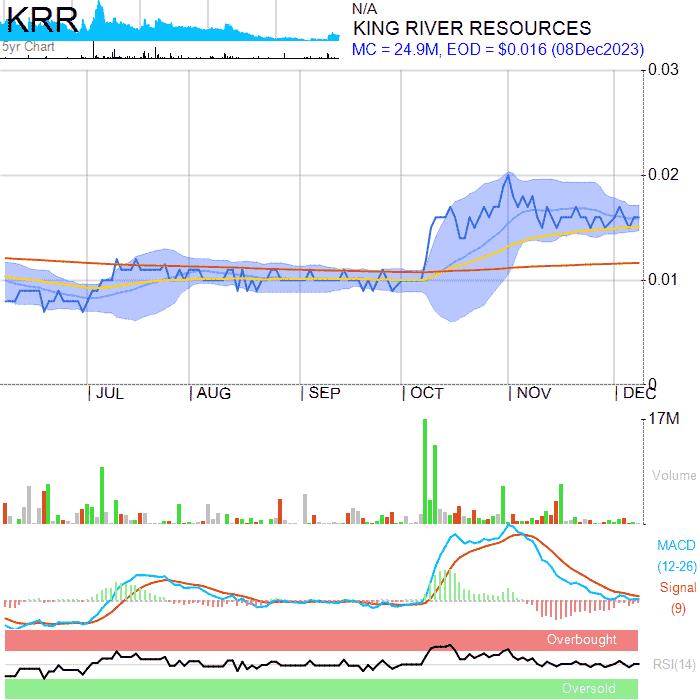 KRR
5yr Chart
N/A
KING RIVER RESOURCES
MC = 24.9M, EOD = $0.016 (08Dec2023)
0.03
0.02
0.01
0
JUL AUG SEP OCT NOV DEC
17M
Volume
MACD
(12-26)
Signal
(9)
Overbought
RSI(14)
Oversold